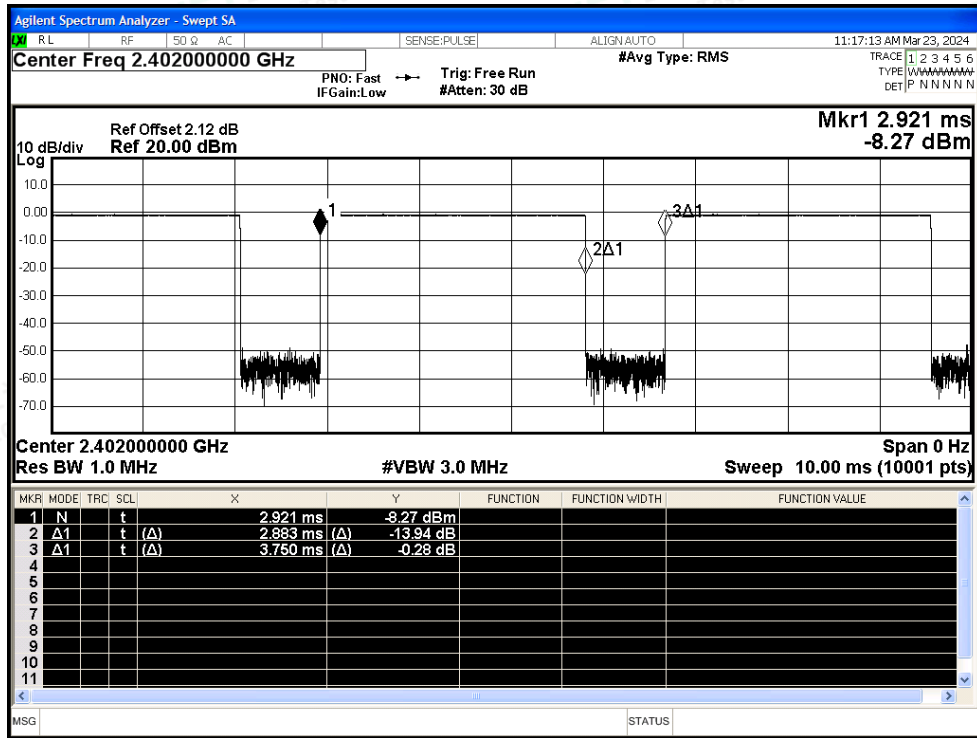 Agilent Spectrum Analyzer - Swept SA
LXI RL RF 50 Ω AC SENSE:PULSE ALIGN AUTO 11:17:13 AM Mar 23, 2024
Center Freq 2.402000000 GHz #Avg Type: RMS TRACE 1 2 3 4 5 6
PNO: Fast Trig: Free Run TYPE WWWWWW
IFGain:Low #Atten: 30 dB DET P N N N N N
Mkr1 2.921 ms
Ref Offset 2.12 dB
10 dB/div Ref 20.00 dBm -8.27 dBm
Log
10.0
0.00
1
3Δ1
-10.0
2Δ1
-20.0
-30.0
-40.0
-50.0
-60.0
-70.0
Center 2.402000000 GHz Span 0 Hz
Res BW 1.0 MHz #VBW 3.0 MHz Sweep 10.00 ms (10001 pts)
MKR MODE TRC SCL X Y FUNCTION FUNCTION WIDTH FUNCTION VALUE
1 N t 2.921 ms -8.27 dBm
2 Δ1 t (Δ) 2.883 ms (Δ) -13.94 dB
3 Δ1 t (Δ) 3.750 ms (Δ) -0.28 dB
4
5
6
7
8
9
10
11
MSG STATUS